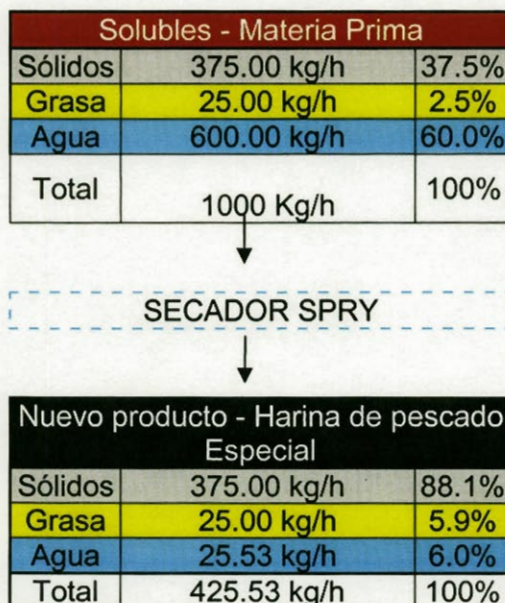 Solubles - Materia Prima
Sólidos 375.00 kg/h 37.5%
Grasa 25.00 kg/h 2.5%
Agua 600.00 kg/h 60.0%
Total 1000 Kg/h 100%
SECADOR SPRY
Nuevo producto - Harina de pescado
Especial
Sólidos 375.00 kg/h 88.1%
Grasa 25.00 kg/h 5.9%
Agua 25.53 kg/h 6.0%
Total 425.53 kg/h 100%